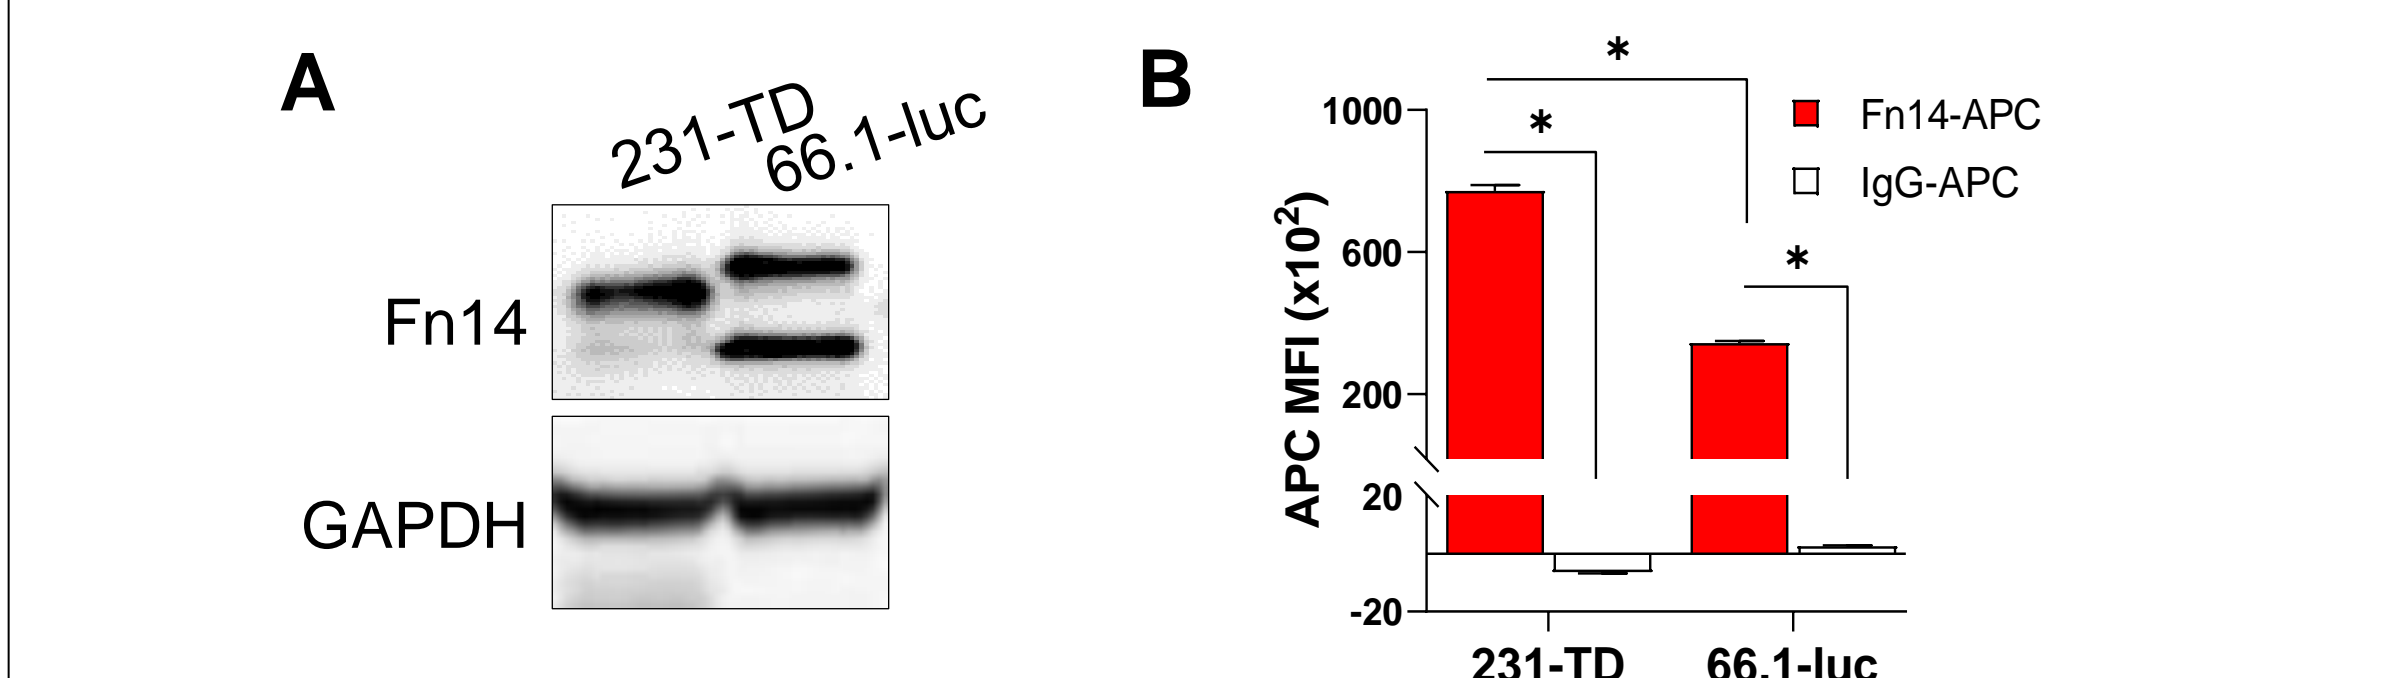 A
231-TD
66.1-luc
Fn14
GAPDH
B
*
*
*
1000
600
200
20
-20
APC MFI (x10²)
Fn14-APC
IgG-APC
231-TD
66.1-luc